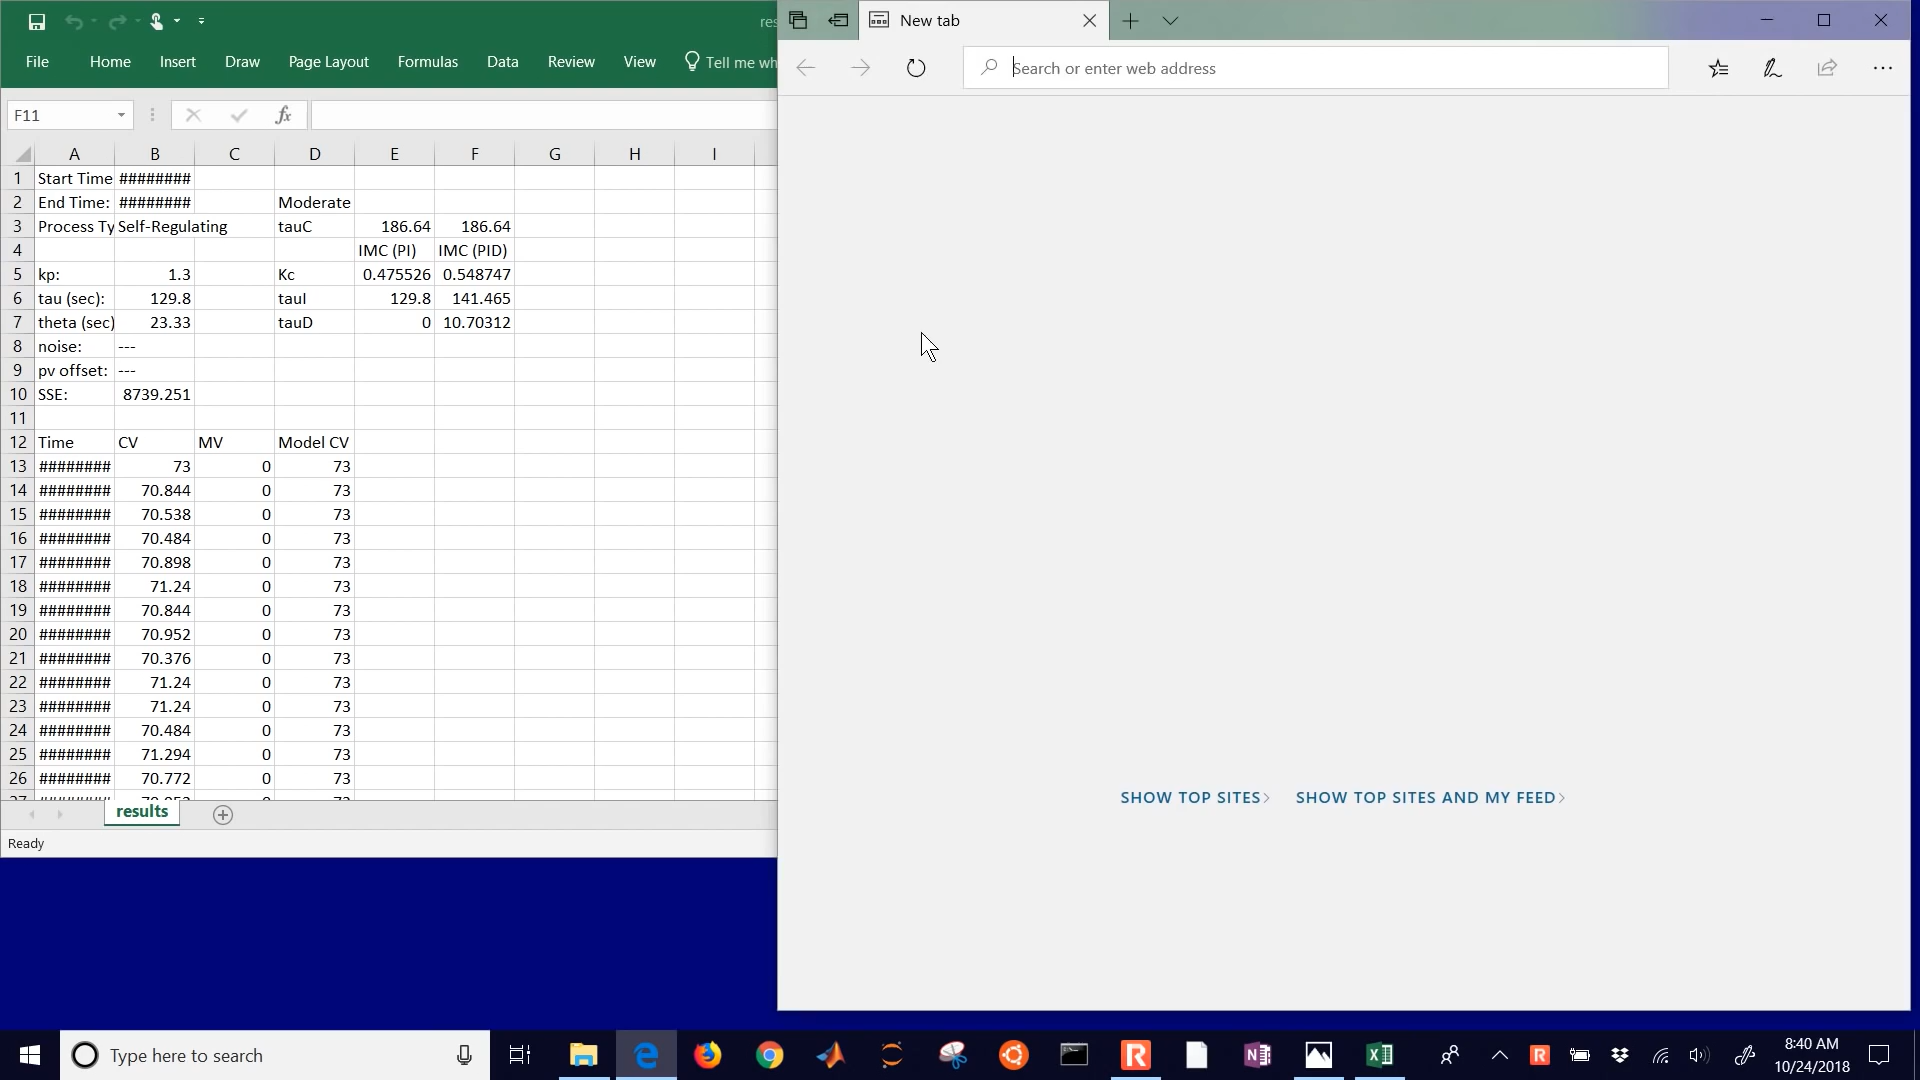 res
File Home Insert Draw Page Layout Formulas Data Review View Tell me wh
F11 fx
A B C D E F G H I
1 Start Time ########
2 End Time: ######## Moderate
3 Process Ty Self-Regulating tauC 186.64 186.64
4 IMC (PI) IMC (PID)
5 kp: 1.3 Kc 0.475526 0.548747
6 tau (sec): 129.8 tauI 129.8 141.465
7 theta (sec) 23.33 tauD 0 10.70312
8 noise: ---
9 pv offset: ---
10 SSE: 8739.251
11
12 Time CV MV Model CV
13 ######## 73 0 73
14 ######## 70.844 0 73
15 ######## 70.538 0 73
16 ######## 70.484 0 73
17 ######## 70.898 0 73
18 ######## 71.24 0 73
19 ######## 70.844 0 73
20 ######## 70.952 0 73
21 ######## 70.376 0 73
22 ######## 71.24 0 73
23 ######## 71.24 0 73
24 ######## 70.484 0 73
25 ######## 71.294 0 73
26 ######## 70.772 0 73
results
Ready
New tab
Search or enter web address
SHOW TOP SITES SHOW TOP SITES AND MY FEED
Type here to search
8:40 AM
10/24/2018